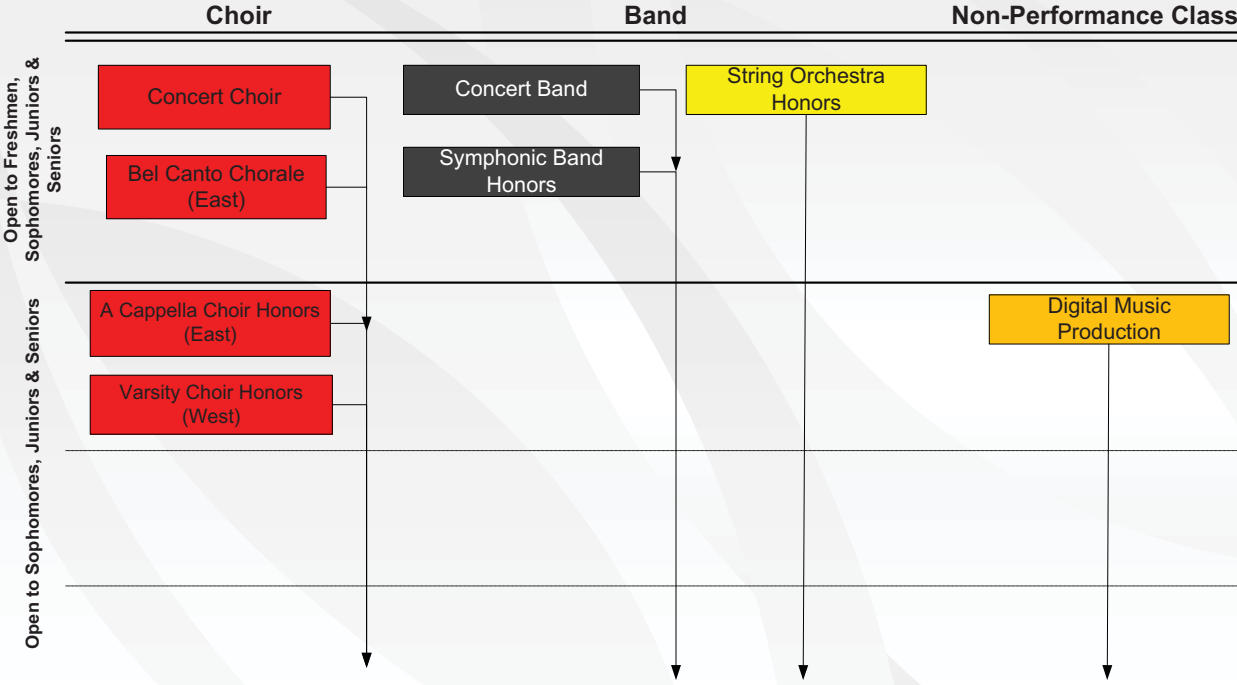 Choir
Band
Non-Performance Class
Open to Freshmen,
Sophomores, Juniors &
Seniors
Concert Choir
Bel Canto Chorale
(East)
Concert Band
Symphonic Band
Honors
String Orchestra
Honors
Open to Sophomores, Juniors & Seniors
A Cappella Choir Honors
(East)
Varsity Choir Honors
(West)
Digital Music
Production